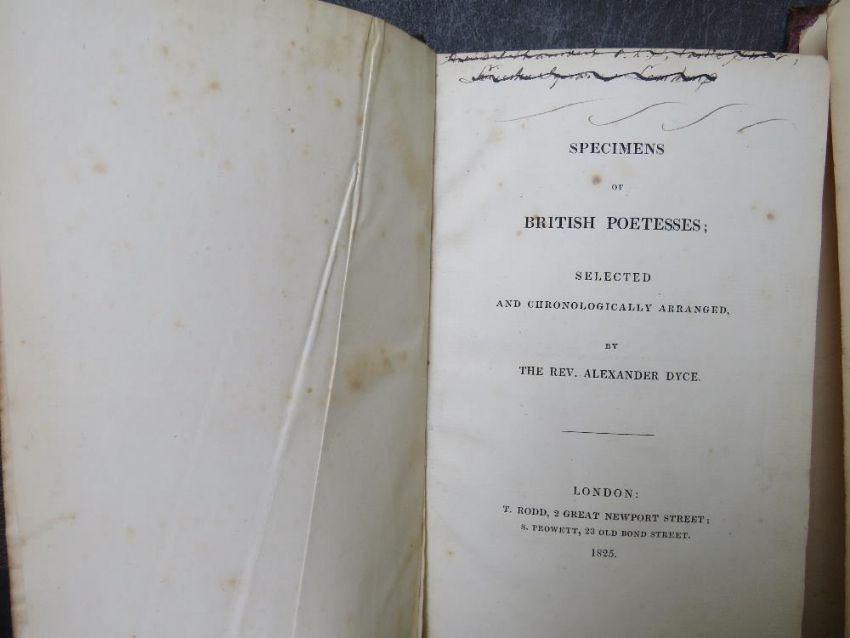 SPECIMENS
OF
BRITISH POETESSES;
SELECTED
AND CHRONOLOGICALLY ARRANGED,
BY
THE REV. ALEXANDER DYCE.
LONDON:
T. RODD, 2 GREAT NEWPORT STREET;
S. PROWETT, 23 OLD BOND STREET.
1825.